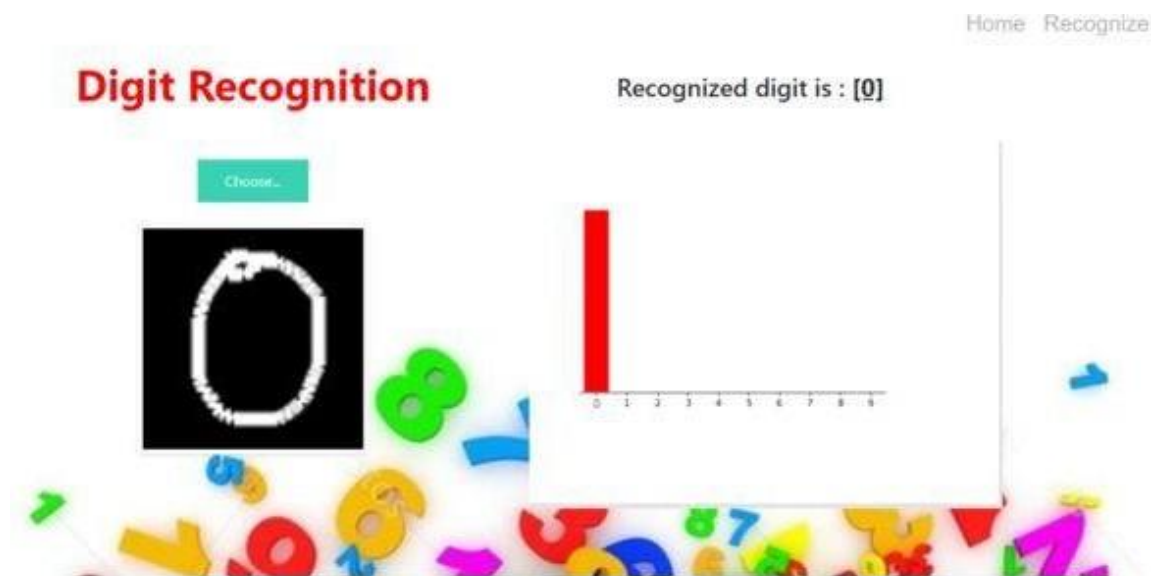 Home Recognize
Digit Recognition
Recognized digit is : [0]
Choose..
0
0 1 2 3 4 5 6 7 8 9